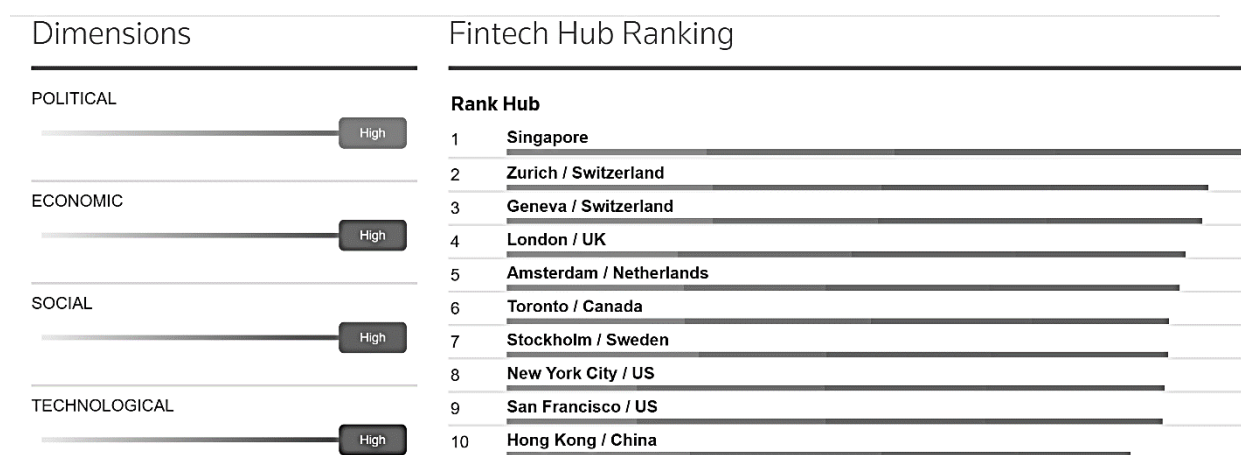 Dimensions
POLITICAL
High
ECONOMIC
High
SOCIAL
High
TECHNOLOGICAL
High
Fintech Hub Ranking
Rank Hub
1 Singapore
2 Zurich / Switzerland
3 Geneva / Switzerland
4 London / UK
5 Amsterdam / Netherlands
6 Toronto / Canada
7 Stockholm / Sweden
8 New York City / US
9 San Francisco / US
10 Hong Kong / China